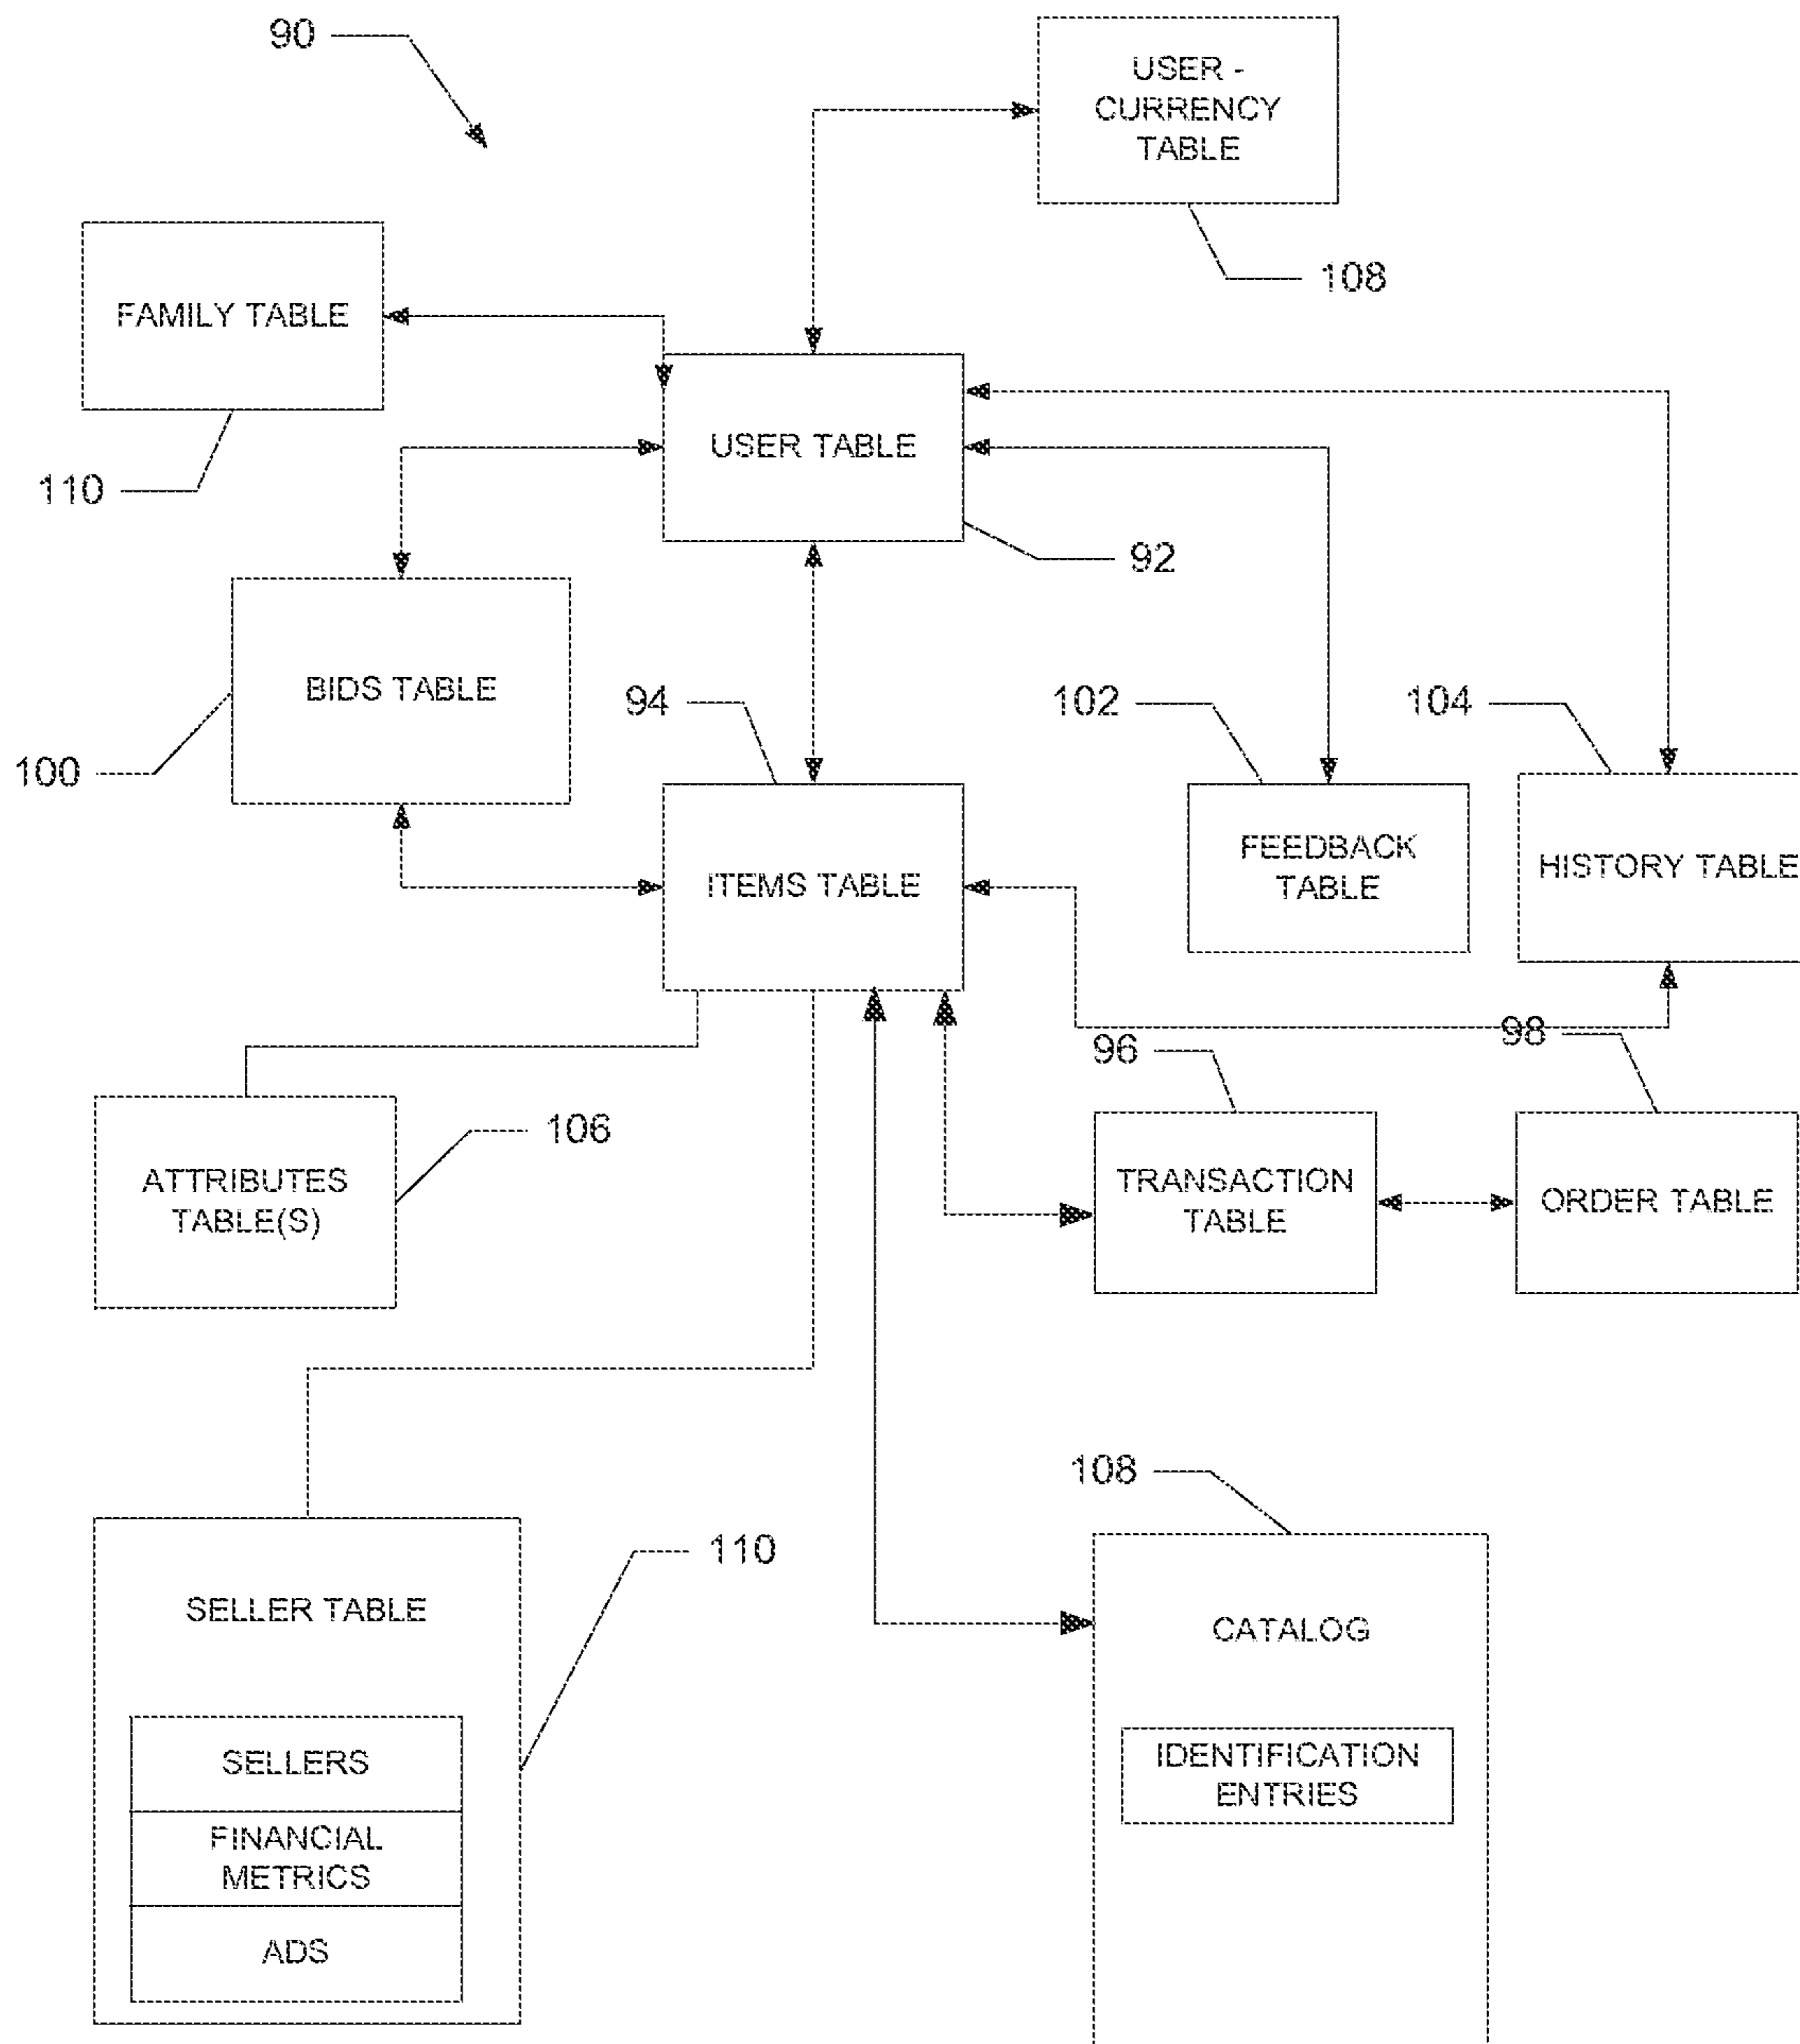 90
USER -
CURRENCY
TABLE
108
FAMILY TABLE
110
USER TABLE
92
BIDS TABLE
100
94
102
104
ITEMS TABLE
FEEDBACK
TABLE
HISTORY TABLE
96
98
106
ATTRIBUTES
TABLE(S)
TRANSACTION
TABLE
ORDER TABLE
108
110
SELLER TABLE
CATALOG
SELLERS
FINANCIAL
METRICS
ADS
IDENTIFICATION
ENTRIES